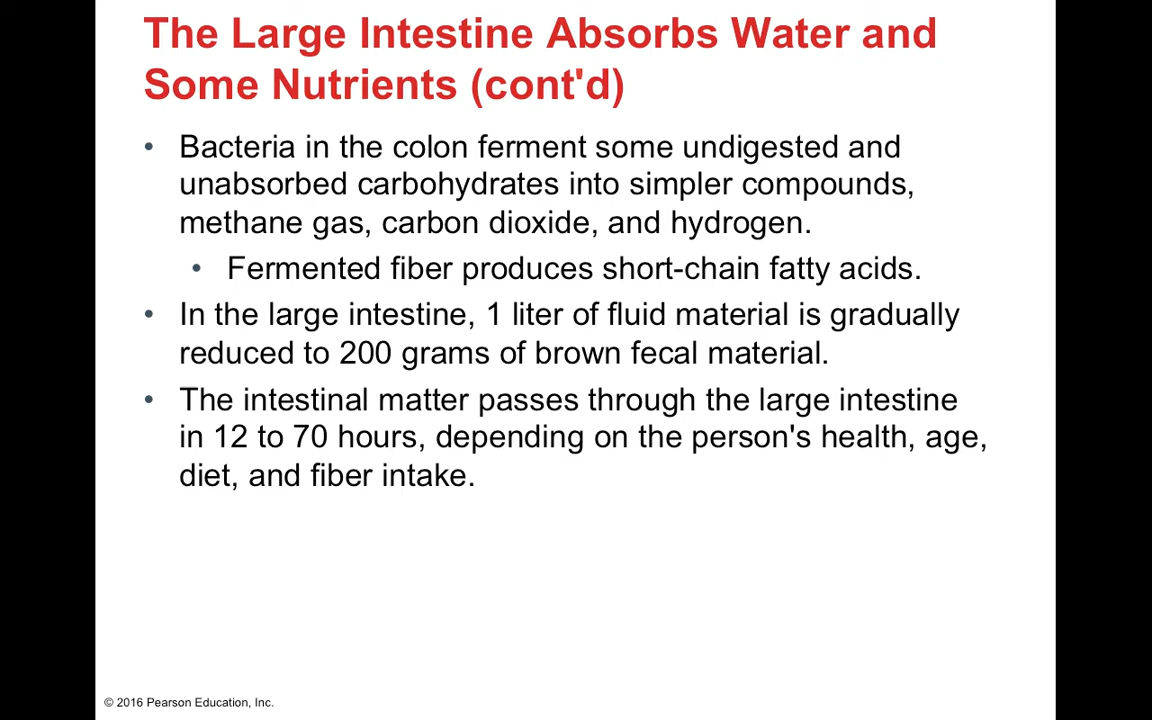 The Large Intestine Absorbs Water and
Some Nutrients (cont'd)
• Bacteria in the colon ferment some undigested and
unabsorbed carbohydrates into simpler compounds,
methane gas, carbon dioxide, and hydrogen.
• Fermented fiber produces short-chain fatty acids.
• In the large intestine, 1 liter of fluid material is gradually
reduced to 200 grams of brown fecal material.
• The intestinal matter passes through the large intestine
in 12 to 70 hours, depending on the person's health, age,
diet, and fiber intake.
© 2016 Pearson Education, Inc.